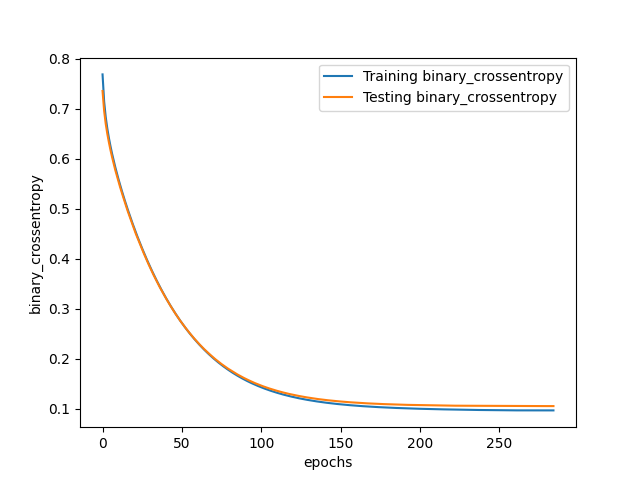 Training binary_crossentropy
Testing binary_crossentropy
0.8
0.7
0.6
0.5
0.4
0.3
0.2
0.1
binary_crossentropy
0 50 100 150 200 250
epochs